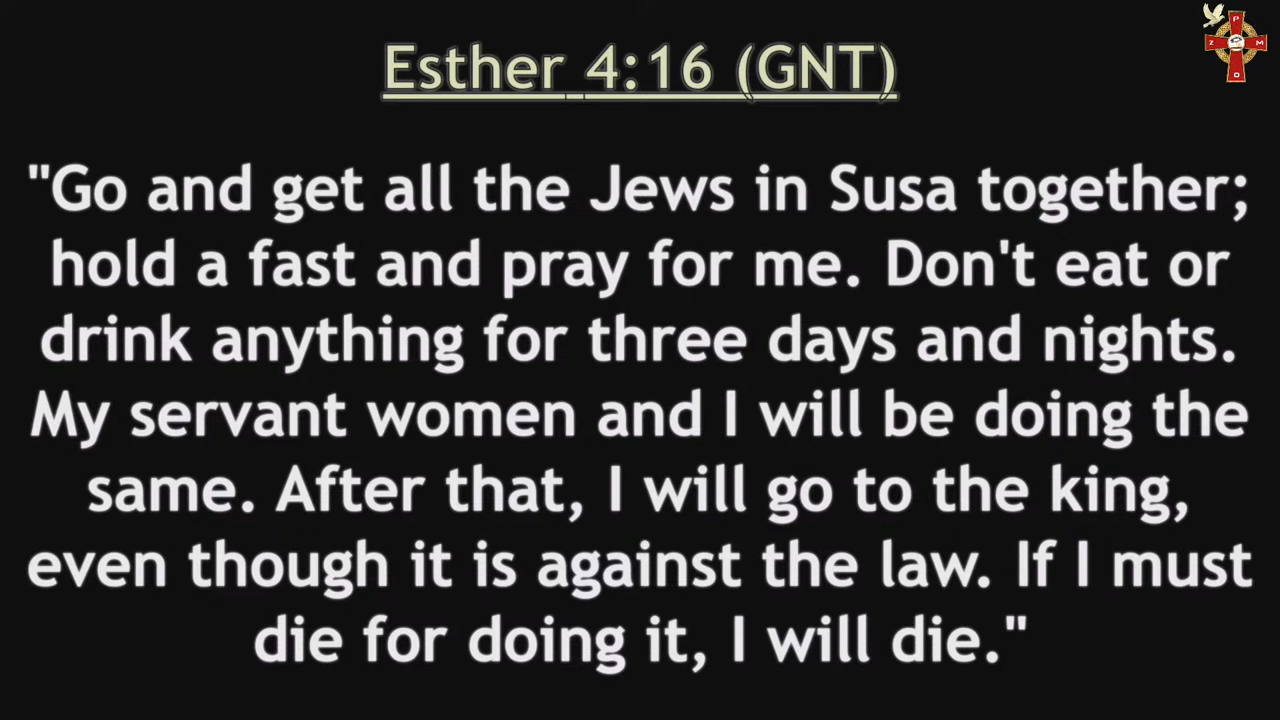 Esther 4:16 (GNT)
"Go and get all the Jews in Susa together;
hold a fast and pray for me. Don't eat or
drink anything for three days and nights.
My servant women and I will be doing the
same. After that, I will go to the king,
even though it is against the law. If I must
die for doing it, I will die."
P
Z M
O